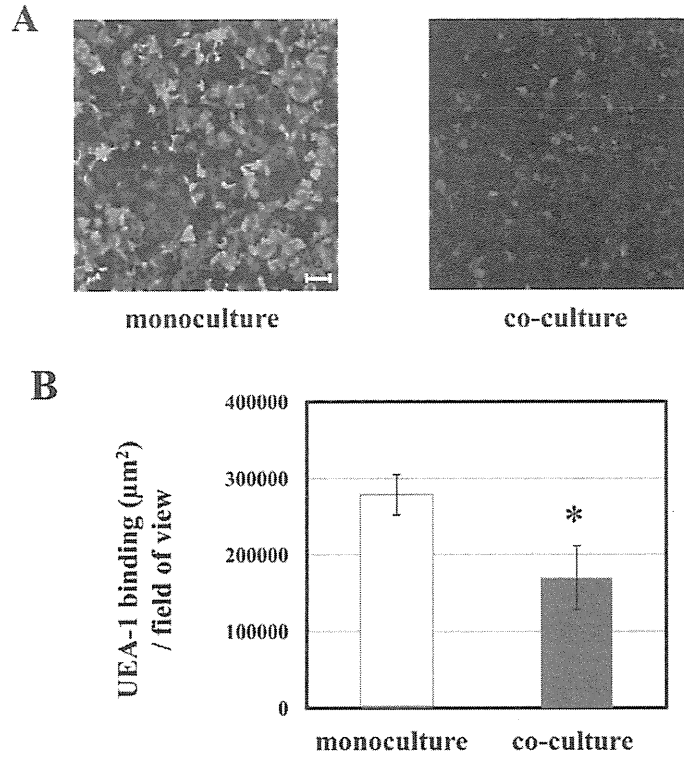 A
monoculture
co-culture
B
UEA-1 binding (μm²)
/ field of view
400000
300000
200000
100000
0
*
monoculture
co-culture